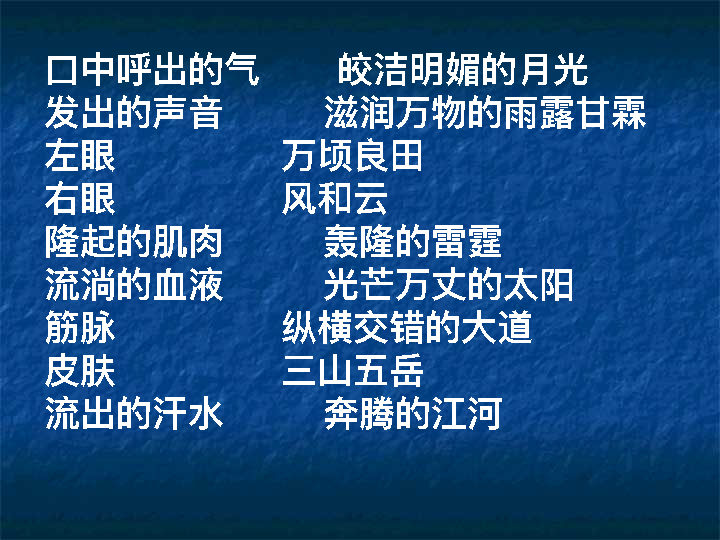 口中呼出的气 皎洁明媚的月光
发出的声音 滋润万物的雨露甘霖
左眼 万顷良田
右眼 风和云
隆起的肌肉 轰隆的雷霆
流淌的血液 光芒万丈的太阳
筋脉 纵横交错的大道
皮肤 三山五岳
流出的汗水 奔腾的江河